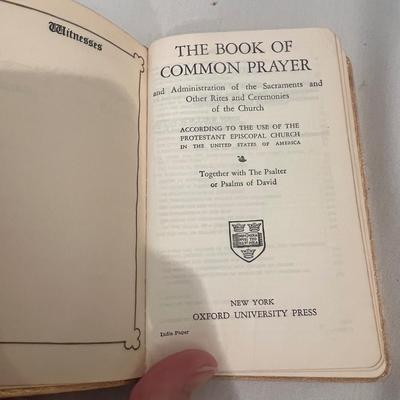 Witnesses
THE BOOK OF
COMMON PRAYER
and Administration of the Sacraments and
Other Rites and Ceremonies
of the Church
ACCORDING TO THE USE OF THE
PROTESTANT EPISCOPAL CHURCH
IN THE UNITED STATES OF AMERICA
Together with The Psalter
or Psalms of David
NEW YORK
OXFORD UNIVERSITY PRESS
India Paper